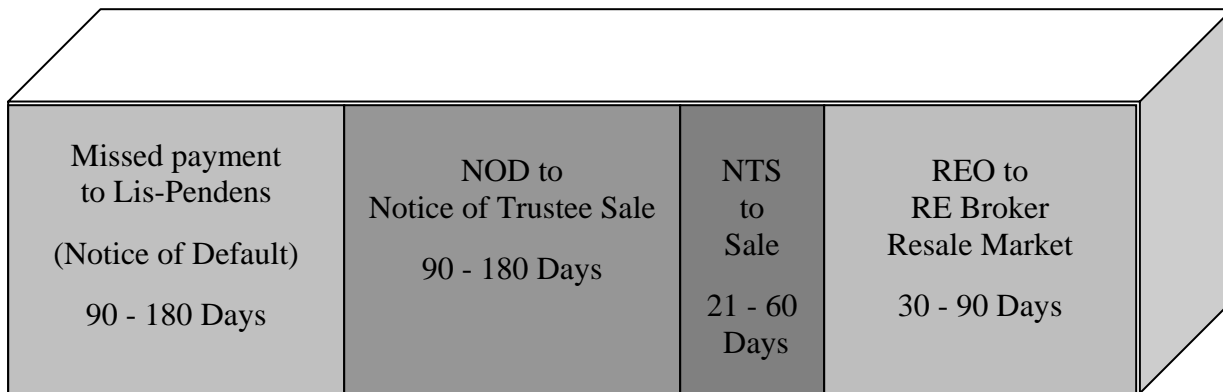 Missed payment
to Lis-Pendens
(Notice of Default)
90 - 180 Days
NOD to
Notice of Trustee Sale
90 - 180 Days
NTS
to
Sale
21 - 60
Days
REO to
RE Broker
Resale Market
30 - 90 Days